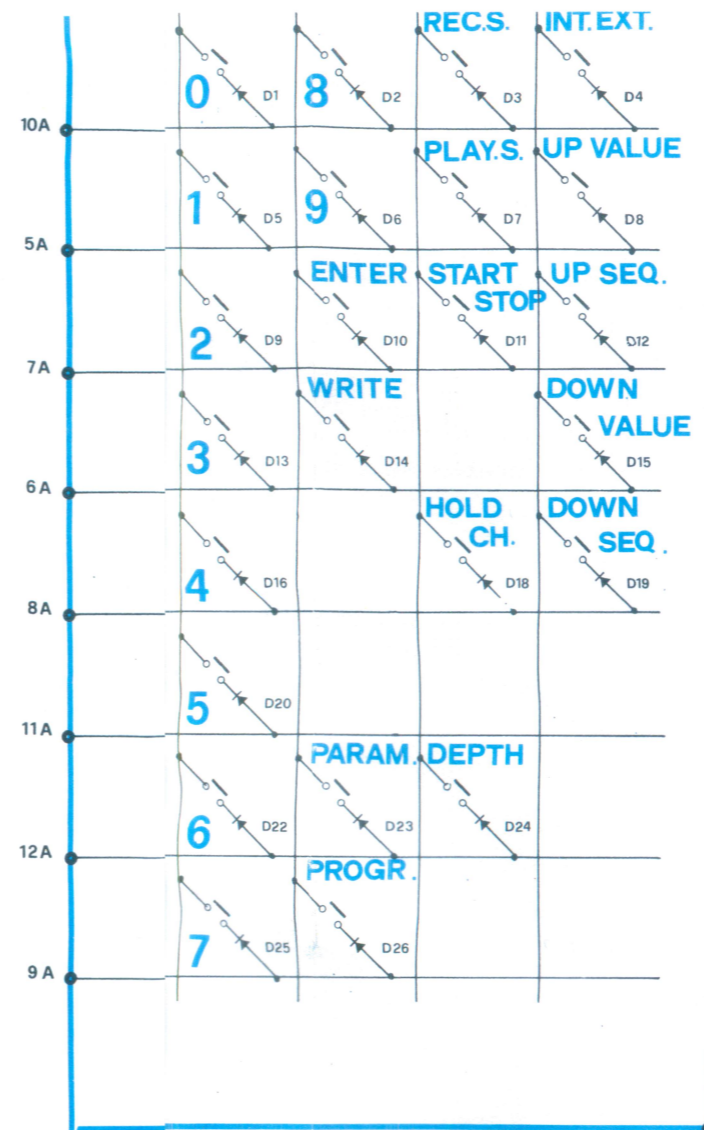 REC.S. INT.EXT.
0 D1 8 D2 D3 D4
10A
PLAY.S. UP VALUE
1 D5 9 D6 D7 D8
5A
ENTER START STOP UP SEQ.
2 D9 D10 D11 D12
7A
WRITE DOWN VALUE
3 D13 D14 D15
6A
HOLD CH. DOWN SEQ.
4 D16 D18 D19
8A
5 D20
11A
PARAM. DEPTH
6 D22 D23 D24
12A
PROGR.
7 D25 D26
9A